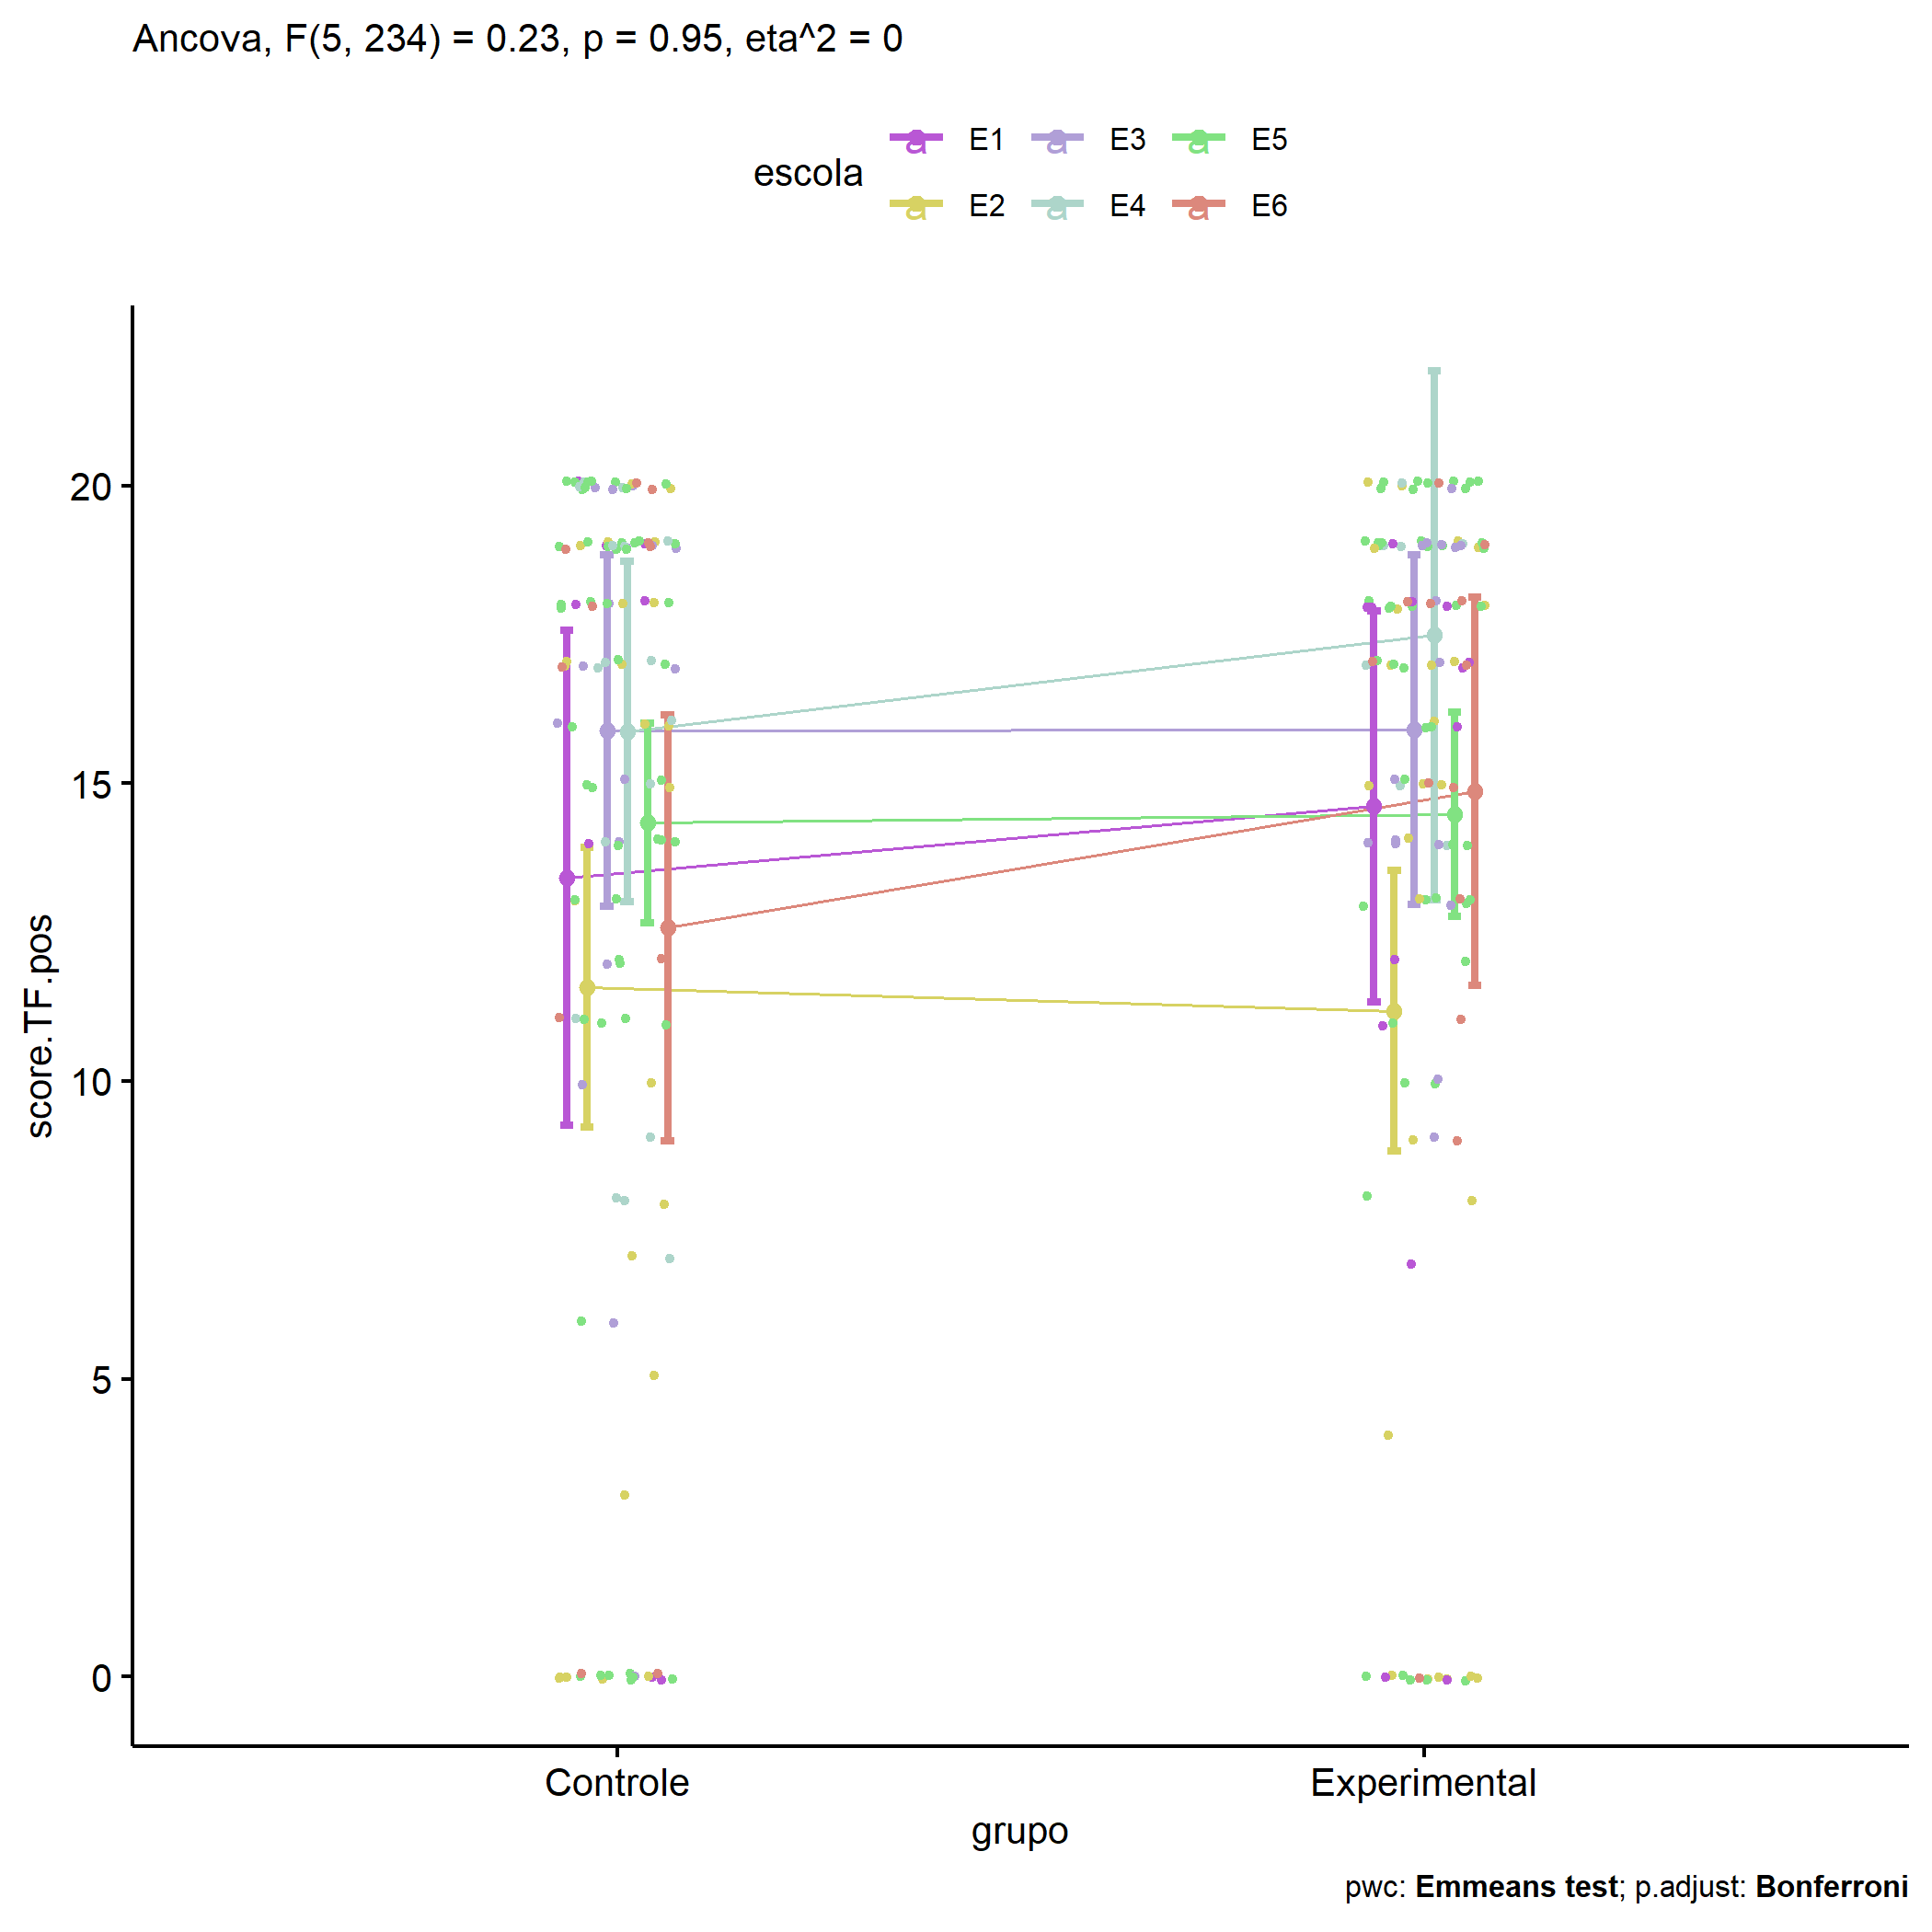 Ancova, F(5, 234) = 0.23, p = 0.95, eta^2 = 0
escola
a E1 a E3 a E5
a E2 a E4 a E6
score.TF.pos
20
15
10
5
0
Controle Experimental
grupo
pwc: Emmeans test; p.adjust: Bonferroni